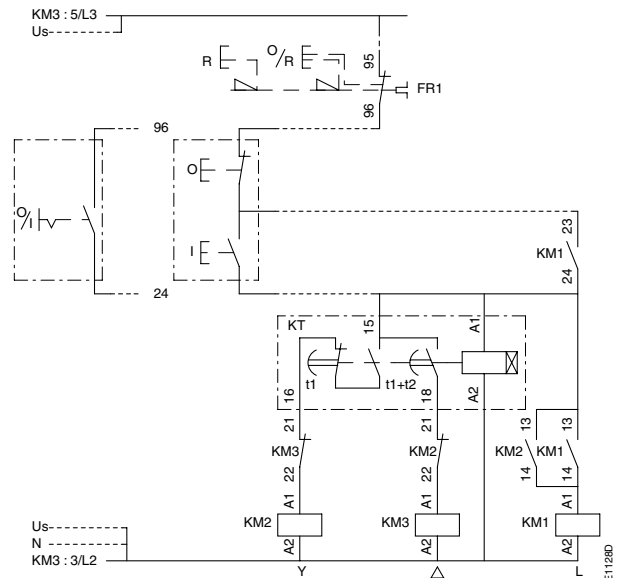 KM3 : 5/L3
Us
R
O/R
95
FR1
96
96
O
23
O/I
I
KM1
24
24
KT
15
A1
t1
t1+t2
16
18
A2
21
21
13
13
KM3
KM2
KM2
KM1
22
22
14
14
A1
A1
A1
KM2
KM3
KM1
A2
A2
A2
Us
N
KM3 : 3/L2
Y
△
L
E1128D